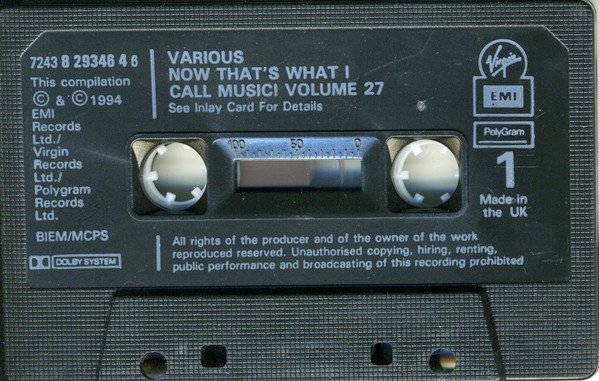 7243 8 29346 4 6
This compilation
Ⓟ & © 1994
EMI
Records
Ltd./
Virgin
Records
Ltd./
Polygram
Records
Ltd.
BIEM/MCPS
DOLBY SYSTEM
VARIOUS
NOW THAT'S WHAT I
CALL MUSIC! VOLUME 27
See Inlay Card For Details
100 50 0
All rights of the producer and of the owner of the work
reproduced reserved. Unauthorised copying, hiring, renting,
public performance and broadcasting of this recording prohibited
Virgin
EMI
PolyGram
1
Made in
the UK